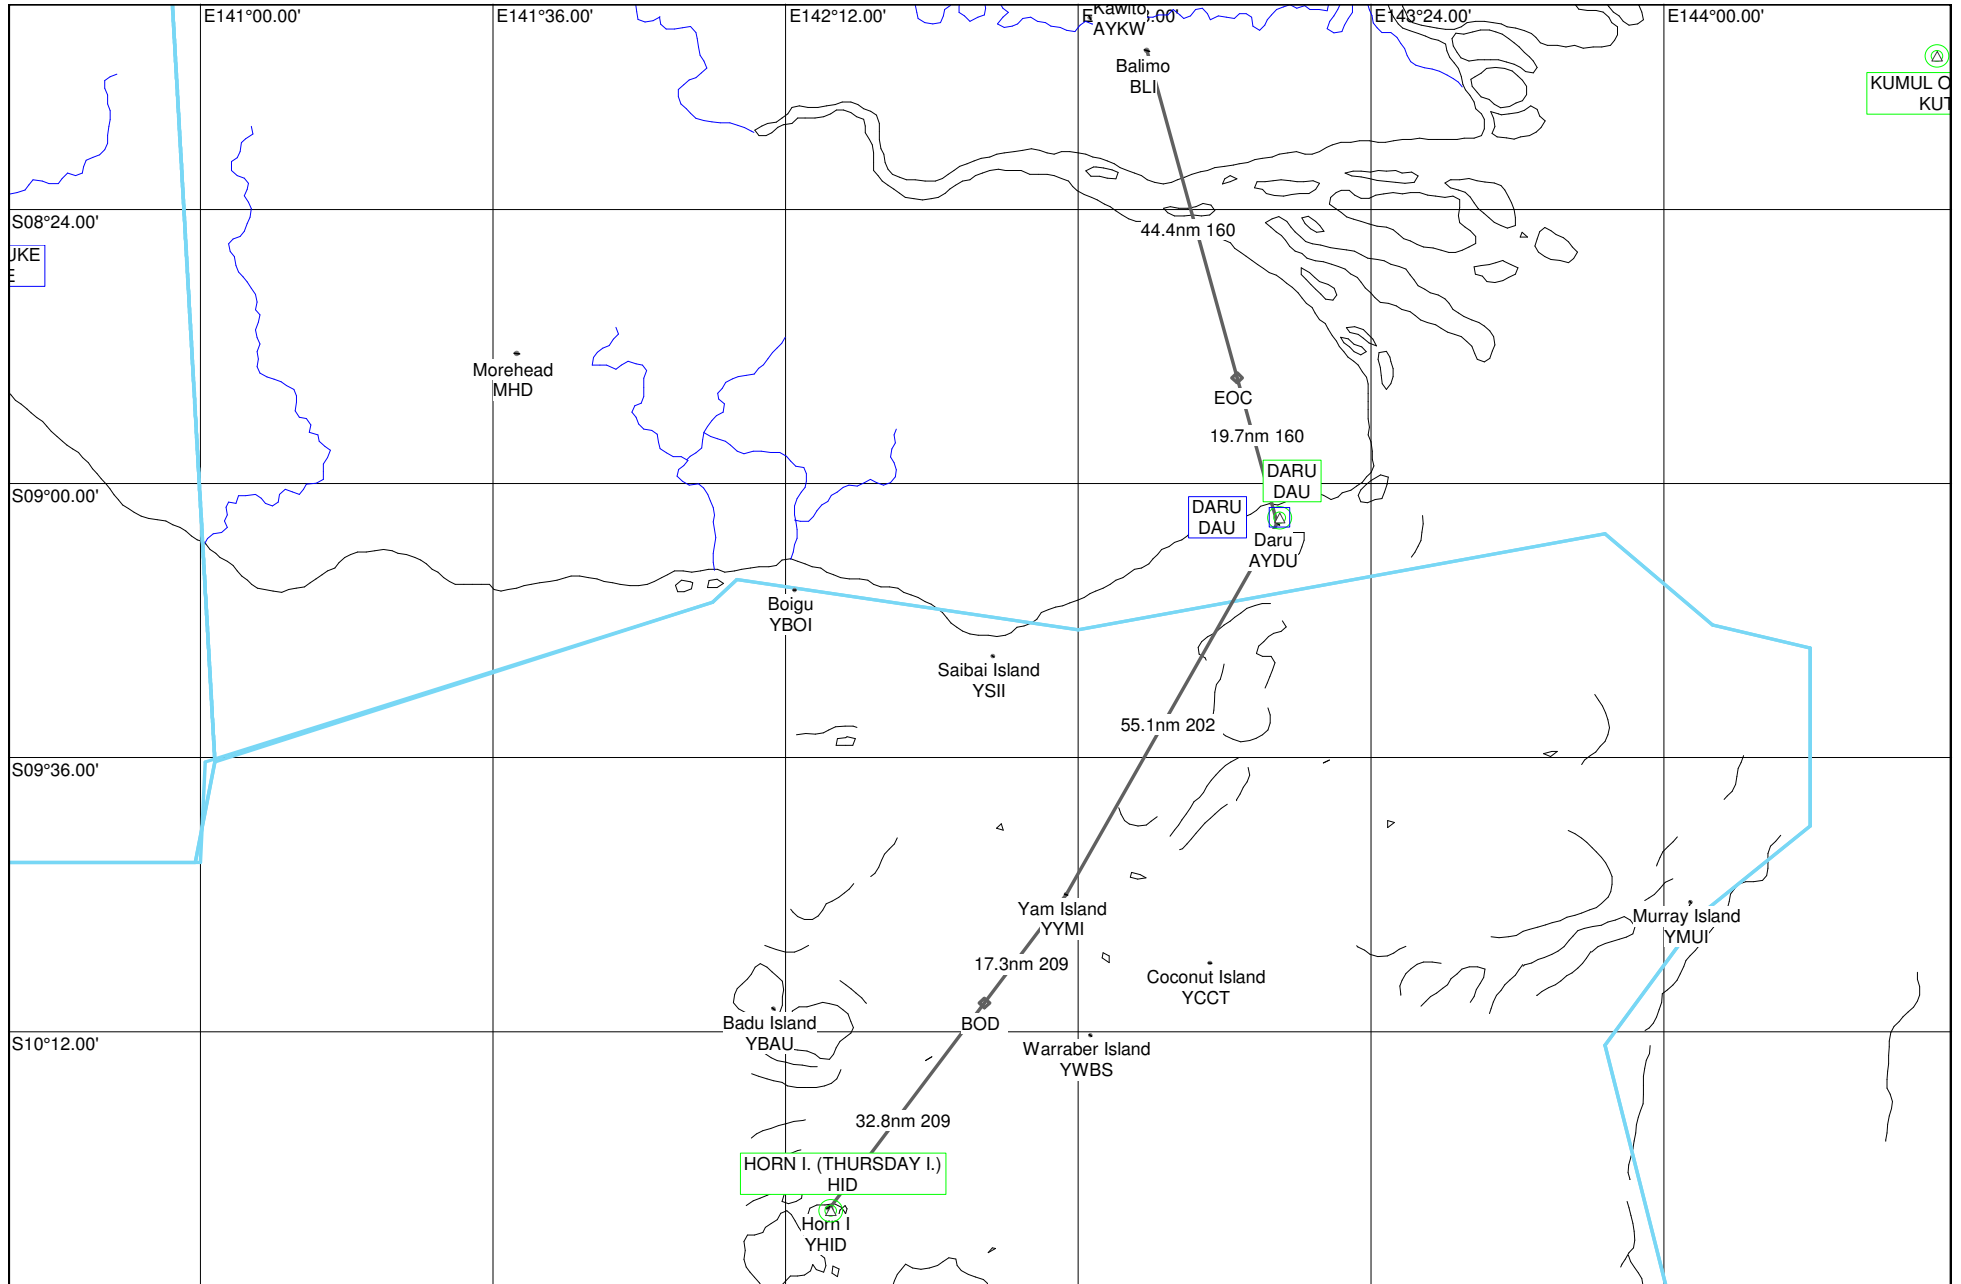 E141°00.00'
E141°36.00'
E142°12.00'
E143°24.00'
E144°00.00'
Kawito
AYKW
Balimo
BLI
KUMUL O
KUT
S08°24.00'
44.4nm 160
UKE
E
Morehead
MHD
EOC
19.7nm 160
DARU
DAU
S09°00.00'
DARU
DAU
Daru
AYDU
Boigu
YBOI
Saibai Island
YSII
55.1nm 202
S09°36.00'
Yam Island
YYMI
Murray Island
YMUI
17.3nm 209
Coconut Island
YCCT
Badu Island
YBAU
BOD
S10°12.00'
Warraber Island
YWBS
32.8nm 209
HORN I. (THURSDAY I.)
HID
Horn I
YHID